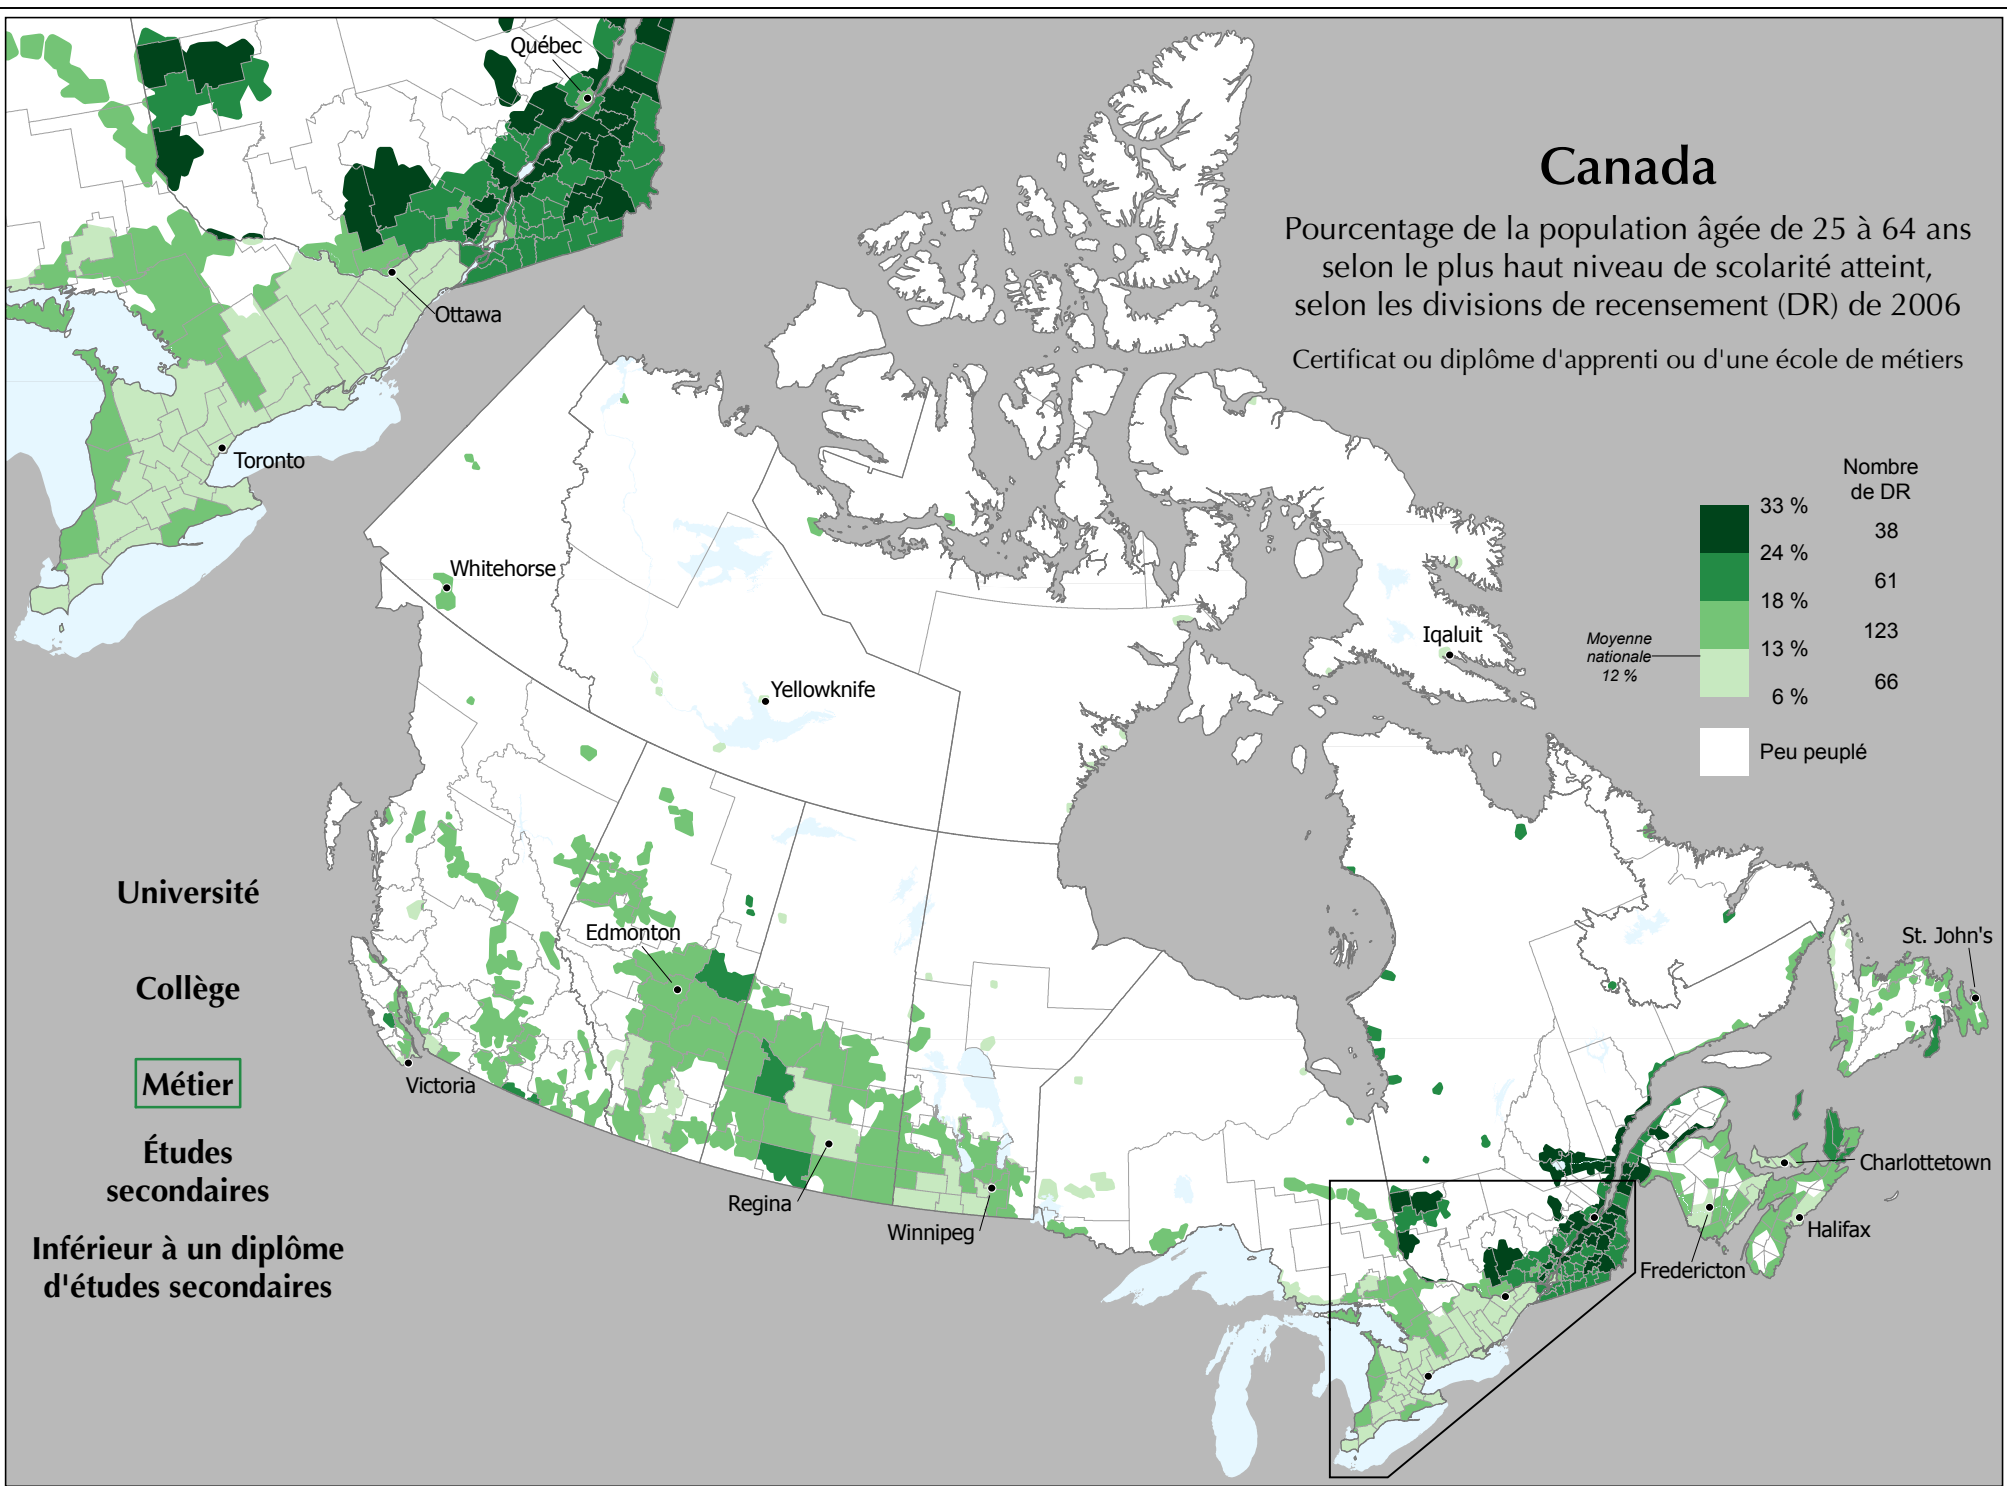 Canada
Pourcentage de la population âgée de 25 à 64 ans
selon le plus haut niveau de scolarité atteint,
selon les divisions de recensement (DR) de 2006
Certificat ou diplôme d'apprenti ou d'une école de métiers
Nombre
de DR
33 %
38
24 %
61
18 %
123
13 %
66
6 %
Moyenne
nationale
12 %
Peu peuplé
Québec
Ottawa
Toronto
Whitehorse
Yellowknife
Iqaluit
Edmonton
Victoria
Regina
Winnipeg
St. John's
Charlottetown
Halifax
Fredericton
Université
Collège
Métier
Études
secondaires
Inférieur à un diplôme
d'études secondaires